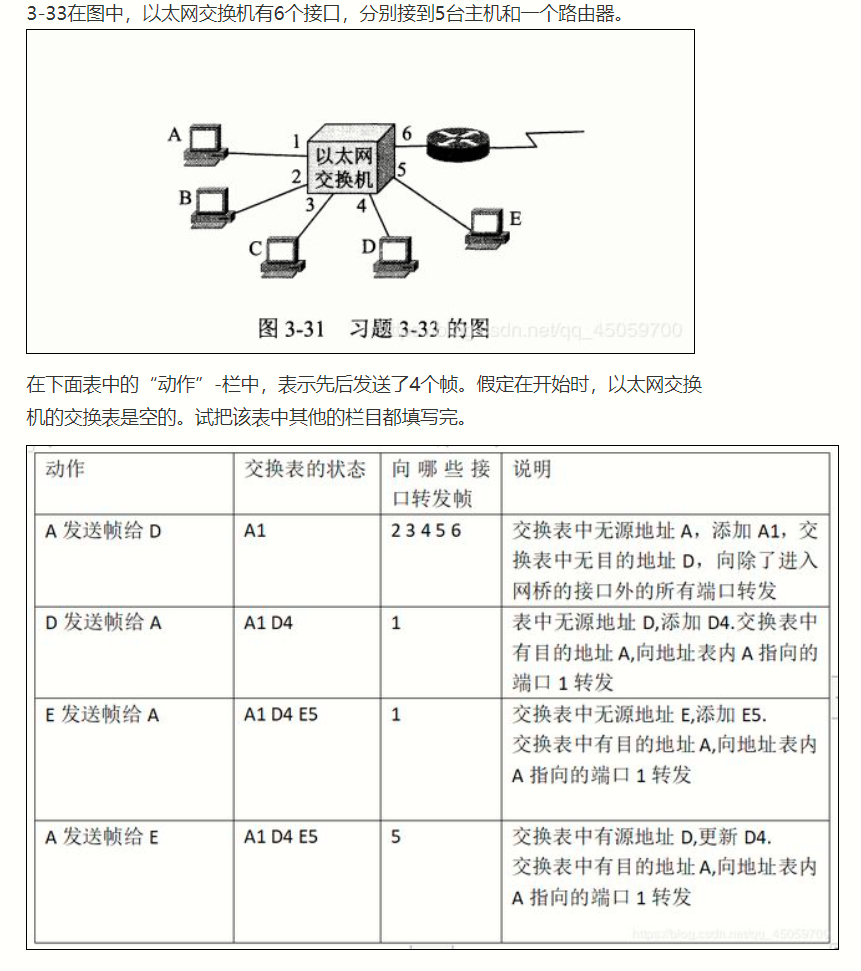 3-33在图中，以太网交换机有6个接口，分别接到5台主机和一个路由器。
A
1
以太网
交换机
6
2
5
B
3
4
C
D
E
图 3-31 习题 3-33 的图
在下面表中的“动作”-栏中，表示先后发送了4个帧。假定在开始时，以太网交换
机的交换表是空的。试把该表中其他的栏目都填写完。
动作
交换表的状态
向哪些接
口转发帧
说明
A 发送帧给 D
A1
2 3 4 5 6
交换表中无源地址 A，添加 A1，交
换表中无目的地址 D，向除了进入
网桥的接口外的所有端口转发
D 发送帧给 A
A1 D4
1
表中无源地址 D,添加 D4.交换表中
有目的地址 A,向地址表内 A 指向的
端口 1 转发
E 发送帧给 A
A1 D4 E5
1
交换表中无源地址 E,添加 E5.
交换表中有目的地址 A,向地址表内
A 指向的端口 1 转发
A 发送帧给 E
A1 D4 E5
5
交换表中有源地址 D,更新 D4.
交换表中有目的地址 A,向地址表内
A 指向的端口 1 转发
https://blog.csdn.net/qq_45059700